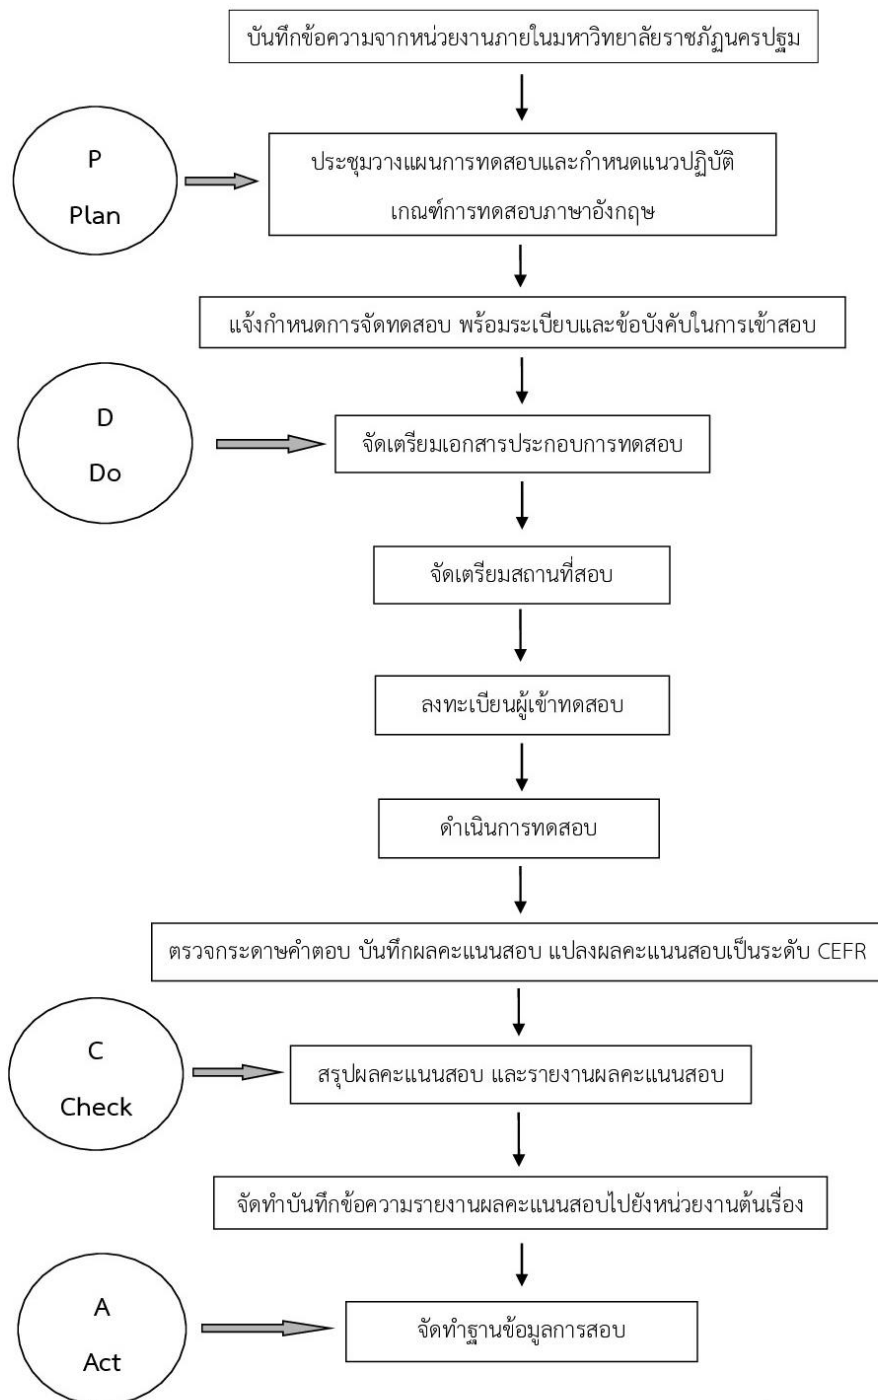 บันทึกข้อความจากหน่วยงานภายในมหาวิทยาลัยราชภัฏนครปฐม
P
Plan
ประชุมวางแผนการทดสอบและกำหนดแนวปฏิบัติ
เกณฑ์การทดสอบภาษาอังกฤษ
แจ้งกำหนดการจัดทดสอบ พร้อมระเบียบและข้อบังคับในการเข้าสอบ
D
Do
จัดเตรียมเอกสารประกอบการทดสอบ
จัดเตรียมสถานที่สอบ
ลงทะเบียนผู้เข้าทดสอบ
ดำเนินการทดสอบ
ตรวจกระดาษคำตอบ บันทึกผลคะแนนสอบ แปลงผลคะแนนสอบเป็นระดับ CEFR
C
Check
สรุปผลคะแนนสอบ และรายงานผลคะแนนสอบ
จัดทำบันทึกข้อความรายงานผลคะแนนสอบไปยังหน่วยงานต้นเรื่อง
A
Act
จัดทำฐานข้อมูลการสอบ